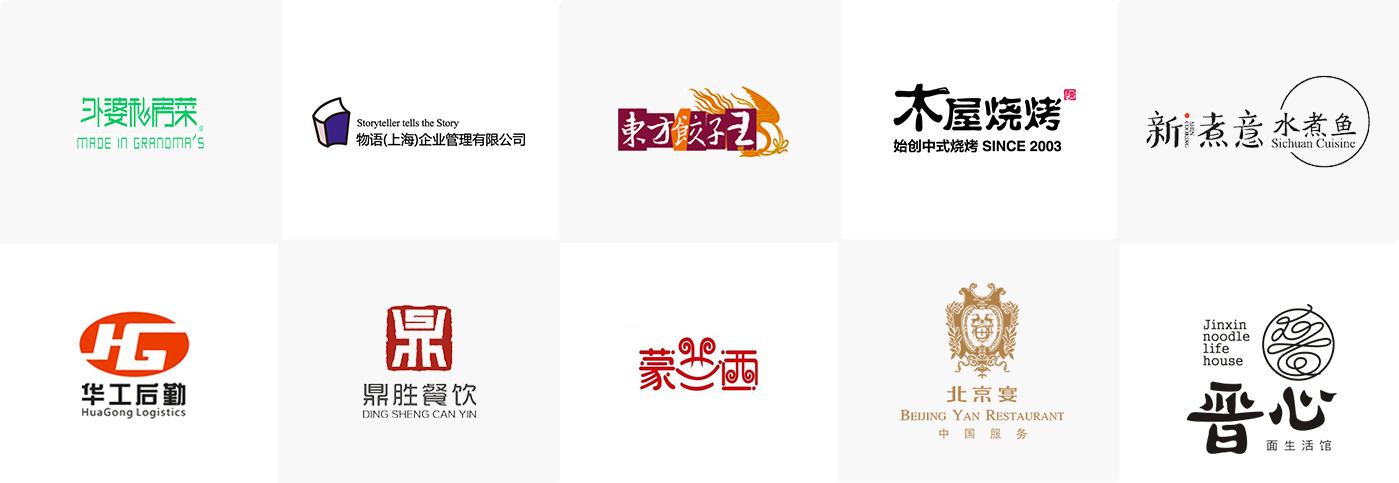 外婆私房菜
MADE IN GRANDMA'S
Storyteller tells the Story
物语(上海)企业管理有限公司
東方餃子王
木屋烧烤
始创中式烧烤 SINCE 2003
新煮意 水煮鱼
Sichuan Cuisine
HG
华工后勤
HuaGong Logistics
鼎
鼎胜餐饮
DING SHENG CAN YIN
蒙兰西
北京宴
BEIJING YAN RESTAURANT
中国服务
Jinxin
noodle
life
house
晋心
面生活馆